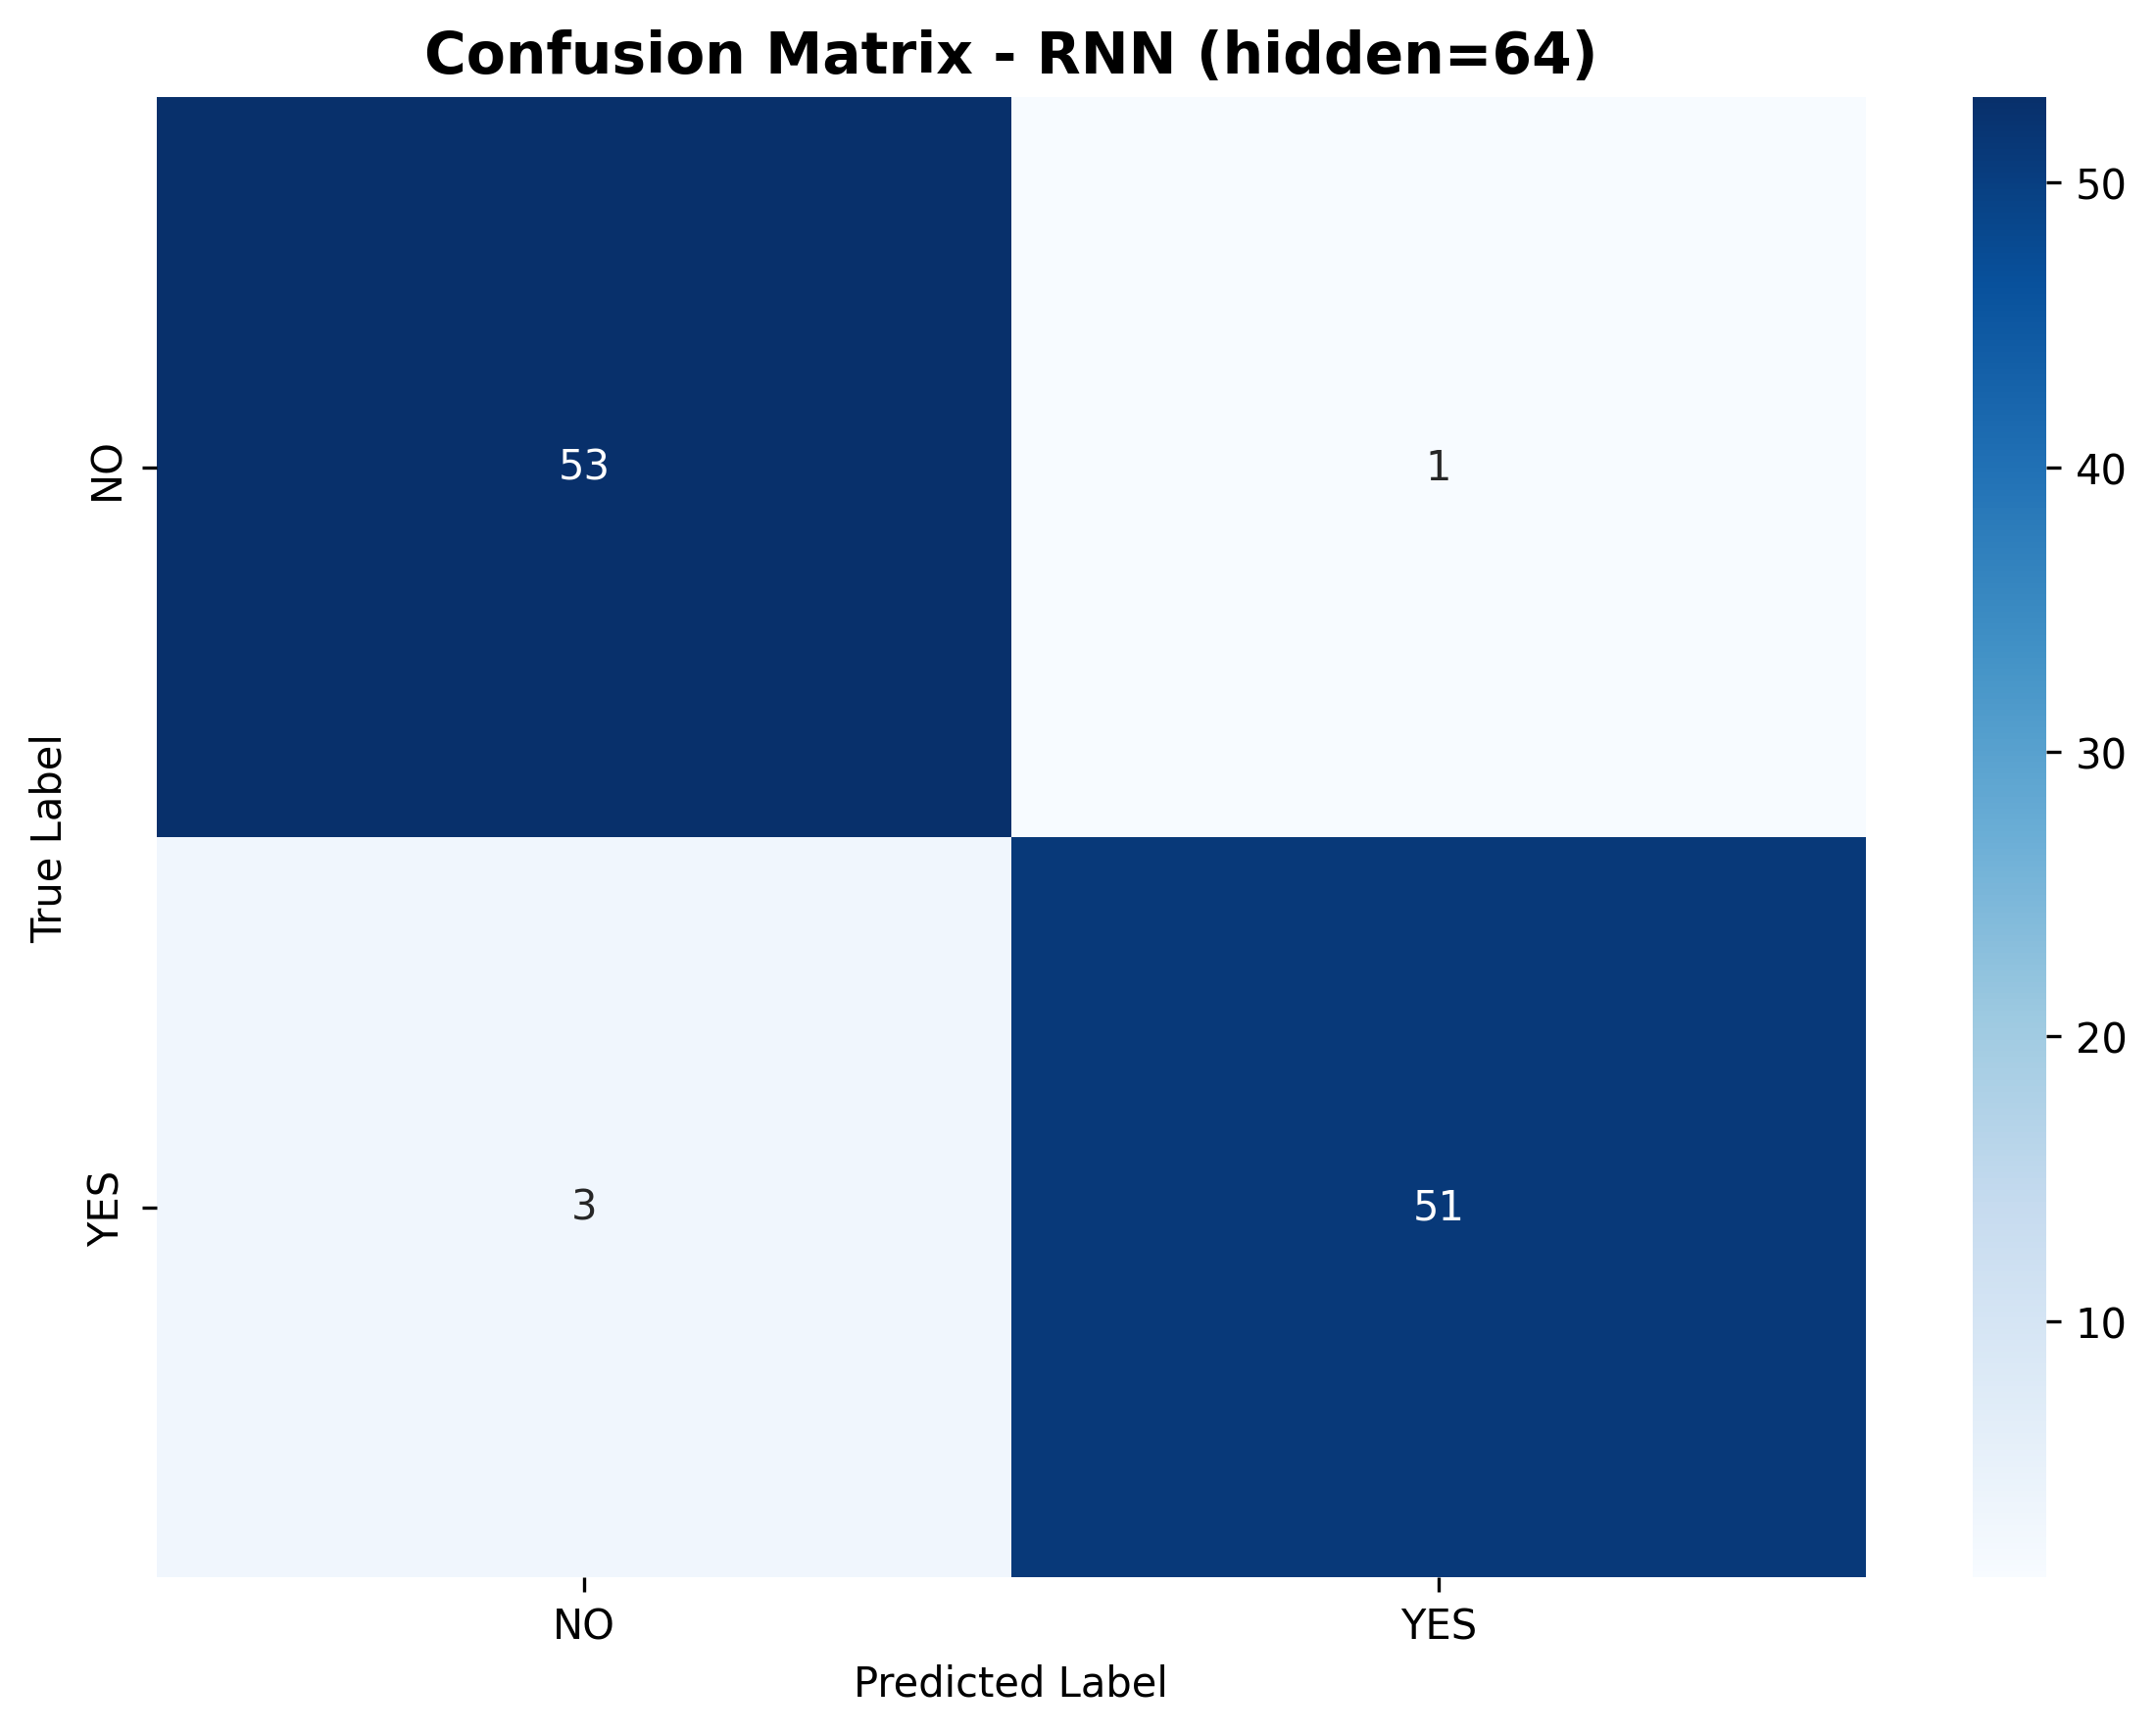 Confusion Matrix - RNN (hidden=64)
50
NO
53
1
40
True Label
30
20
YES
3
51
10
NO
YES
Predicted Label